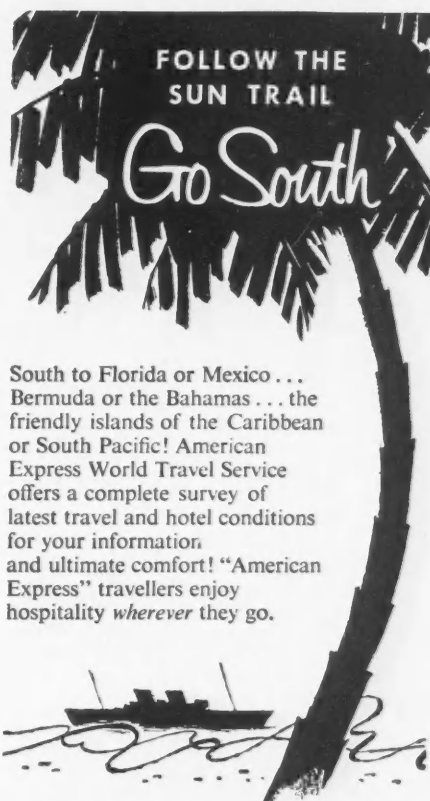 FOLLOW THE
SUN TRAIL
Go South
South to Florida or Mexico...
Bermuda or the Bahamas... the
friendly islands of the Caribbean
or South Pacific! American
Express World Travel Service
offers a complete survey of
latest travel and hotel conditions
for your information
and ultimate comfort! "American
Express" travellers enjoy
hospitality wherever they go.